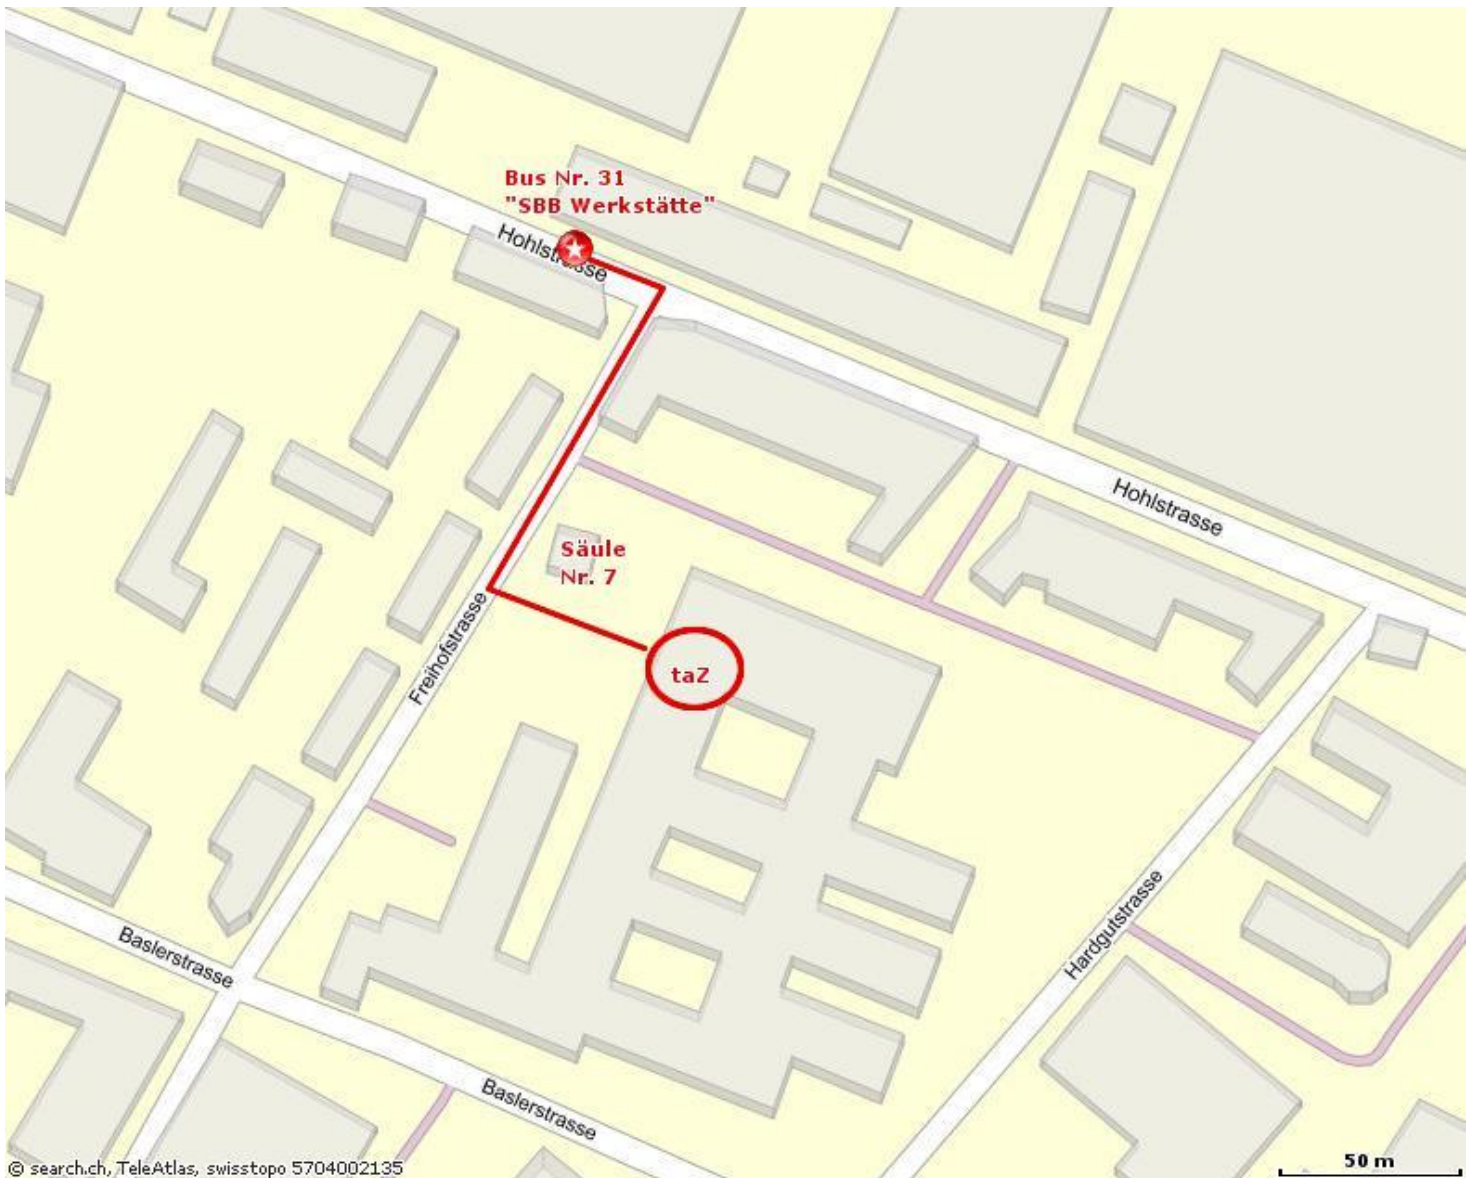 Bus Nr. 31
"SBB Werkstätte"
Hohlstrasse
Hohlstrasse
Säule
Nr. 7
Freihofstrasse
taZ
Hardgutstrasse
Baslerstrasse
Baslerstrasse
© search.ch, TeleAtlas, swisstopo 5704002135
50 m